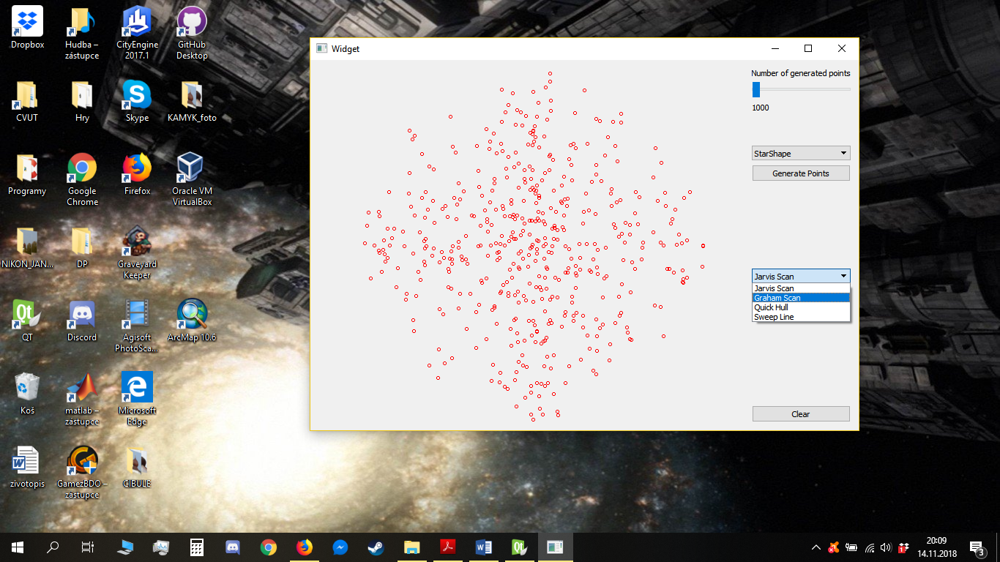 Dropbox
Hudba –
zástupce
CityEngine
2017.1
GitHub
Desktop
CVUT
Hry
Skype
KAMYK_foto
Programy
Google
Chrome
Firefox
Oracle VM
VirtualBox
NIKON_JAN...
DP
Graveyard
Keeper
QT
Discord
Agisoft
PhotoSca...
ArcMap 10.6
Koš
matlab –
zástupce
Microsoft
Edge
zivotopis
GamezBDO –
zástupce
CIBULE
Widget
Number of generated points
1000
StarShape
Generate Points
Jarvis Scan
Jarvis Scan
Graham Scan
Quick Hull
Sweep Line
Clear
20:09
14.11.2018
3